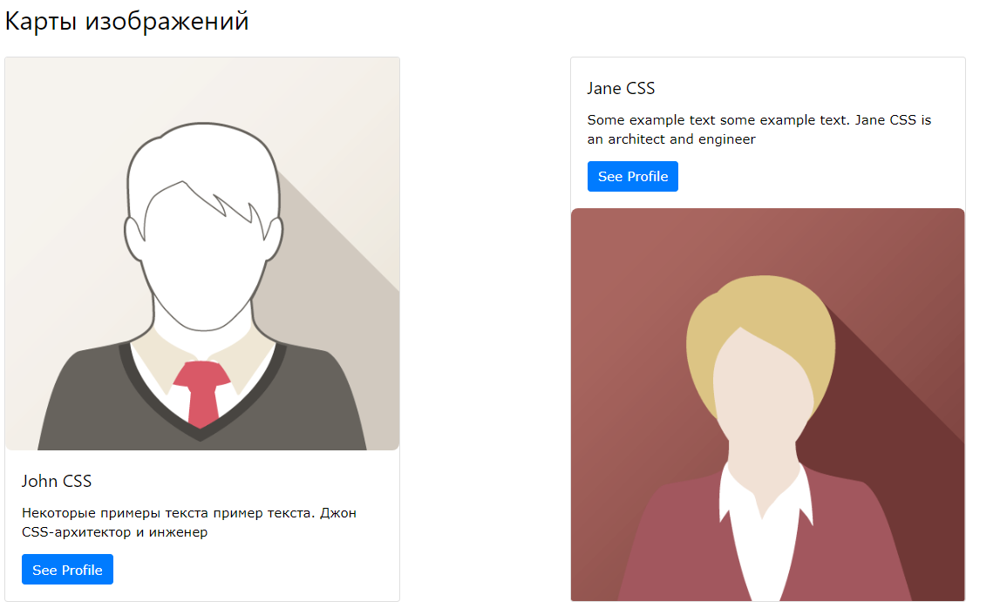 Карты изображений
John CSS
Некоторые примеры текста пример текста. Джон
CSS-архитектор и инженер
See Profile
Jane CSS
Some example text some example text. Jane CSS is
an architect and engineer
See Profile